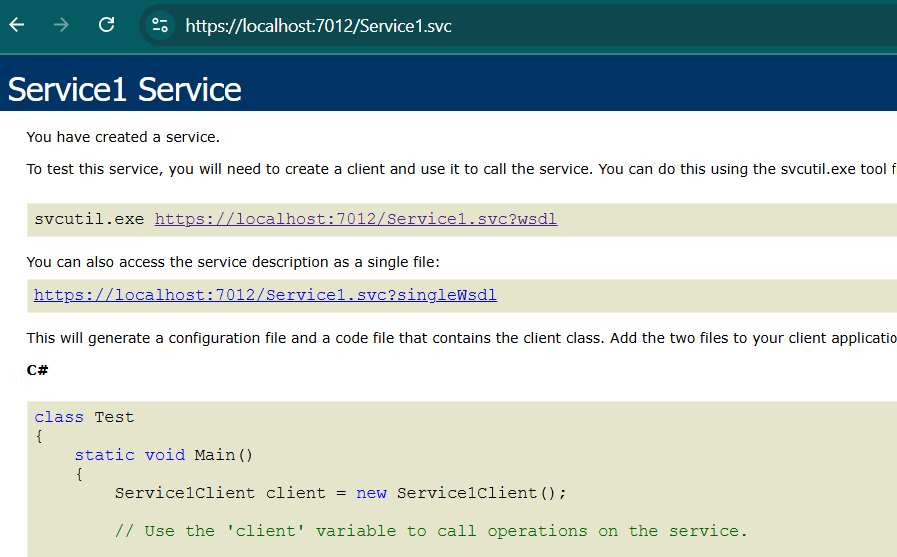 https://localhost:7012/Service1.svc
Service1 Service
You have created a service.
To test this service, you will need to create a client and use it to call the service. You can do this using the svcutil.exe tool f
svcutil.exe https://localhost:7012/Service1.svc?wsdl
You can also access the service description as a single file:
https://localhost:7012/Service1.svc?singleWsdl
This will generate a configuration file and a code file that contains the client class. Add the two files to your client applicatio
C#
class Test
{
    static void Main()
    {
        Service1Client client = new Service1Client();
        // Use the 'client' variable to call operations on the service.